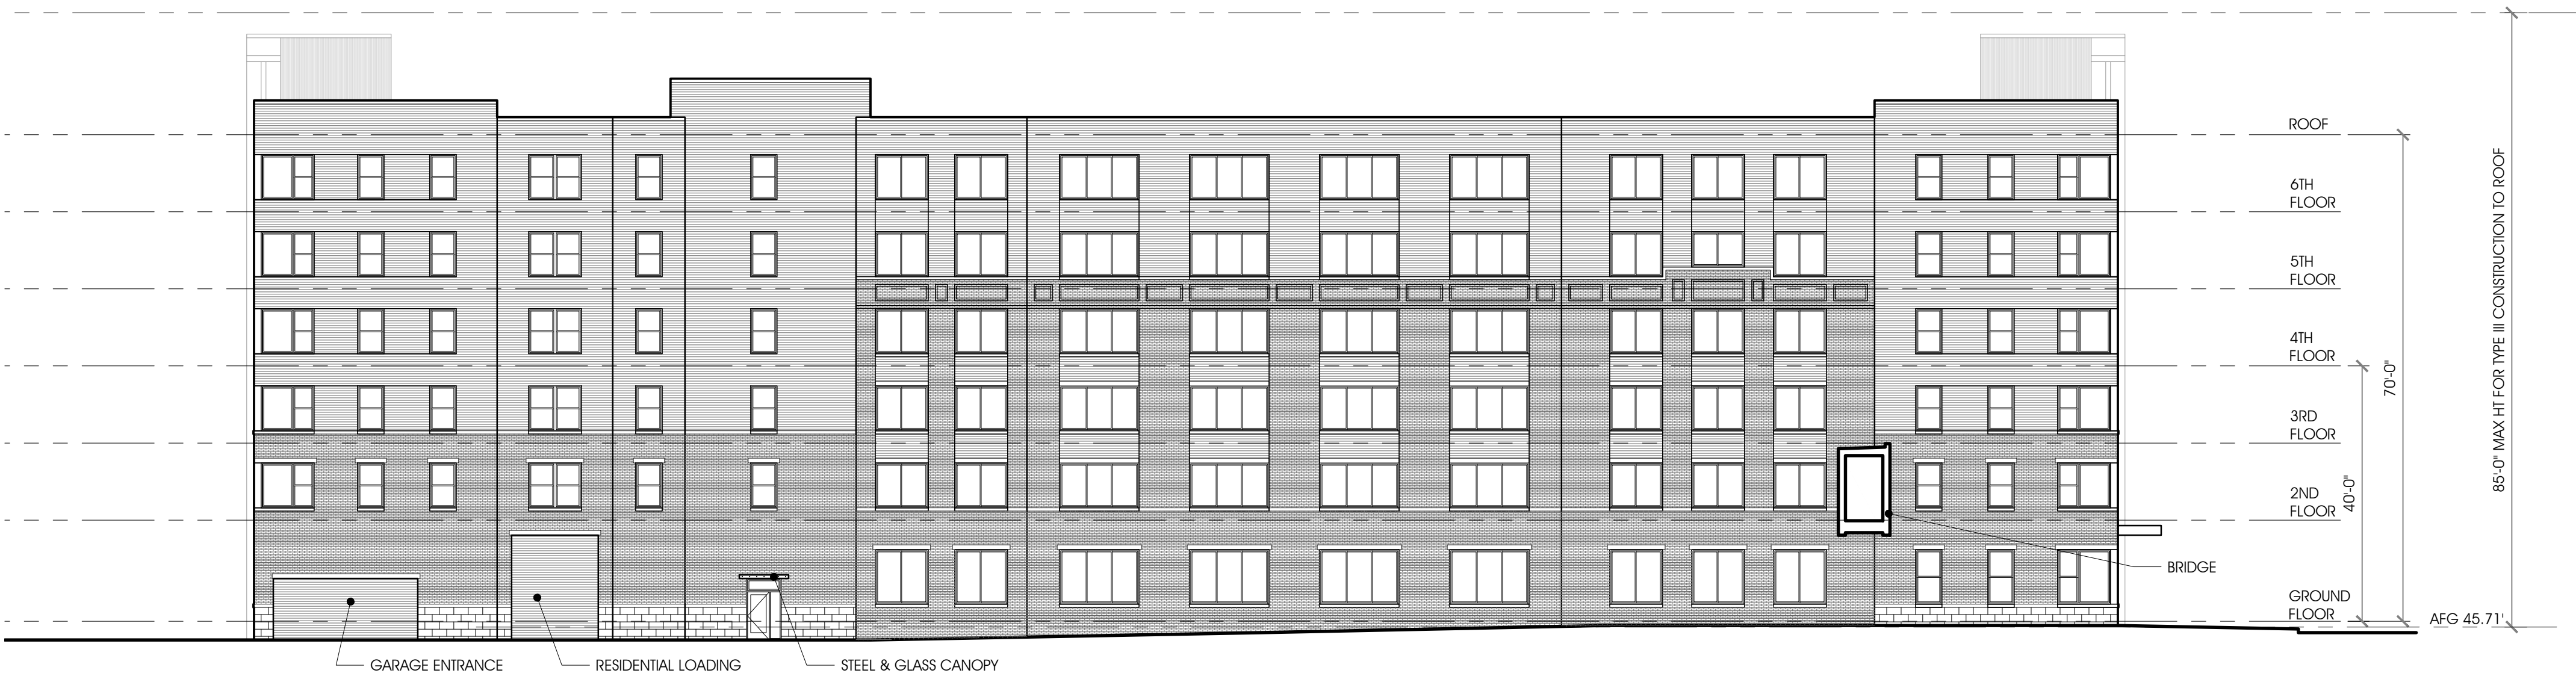 ROOF
6TH
FLOOR
5TH
FLOOR
4TH
FLOOR
3RD
FLOOR
2ND
FLOOR
GROUND
FLOOR
40'-0"
70'-0"
85'-0" MAX HT FOR TYPE III CONSTRUCTION TO ROOF
AFG 45.71'
BRIDGE
GARAGE ENTRANCE
RESIDENTIAL LOADING
STEEL & GLASS CANOPY